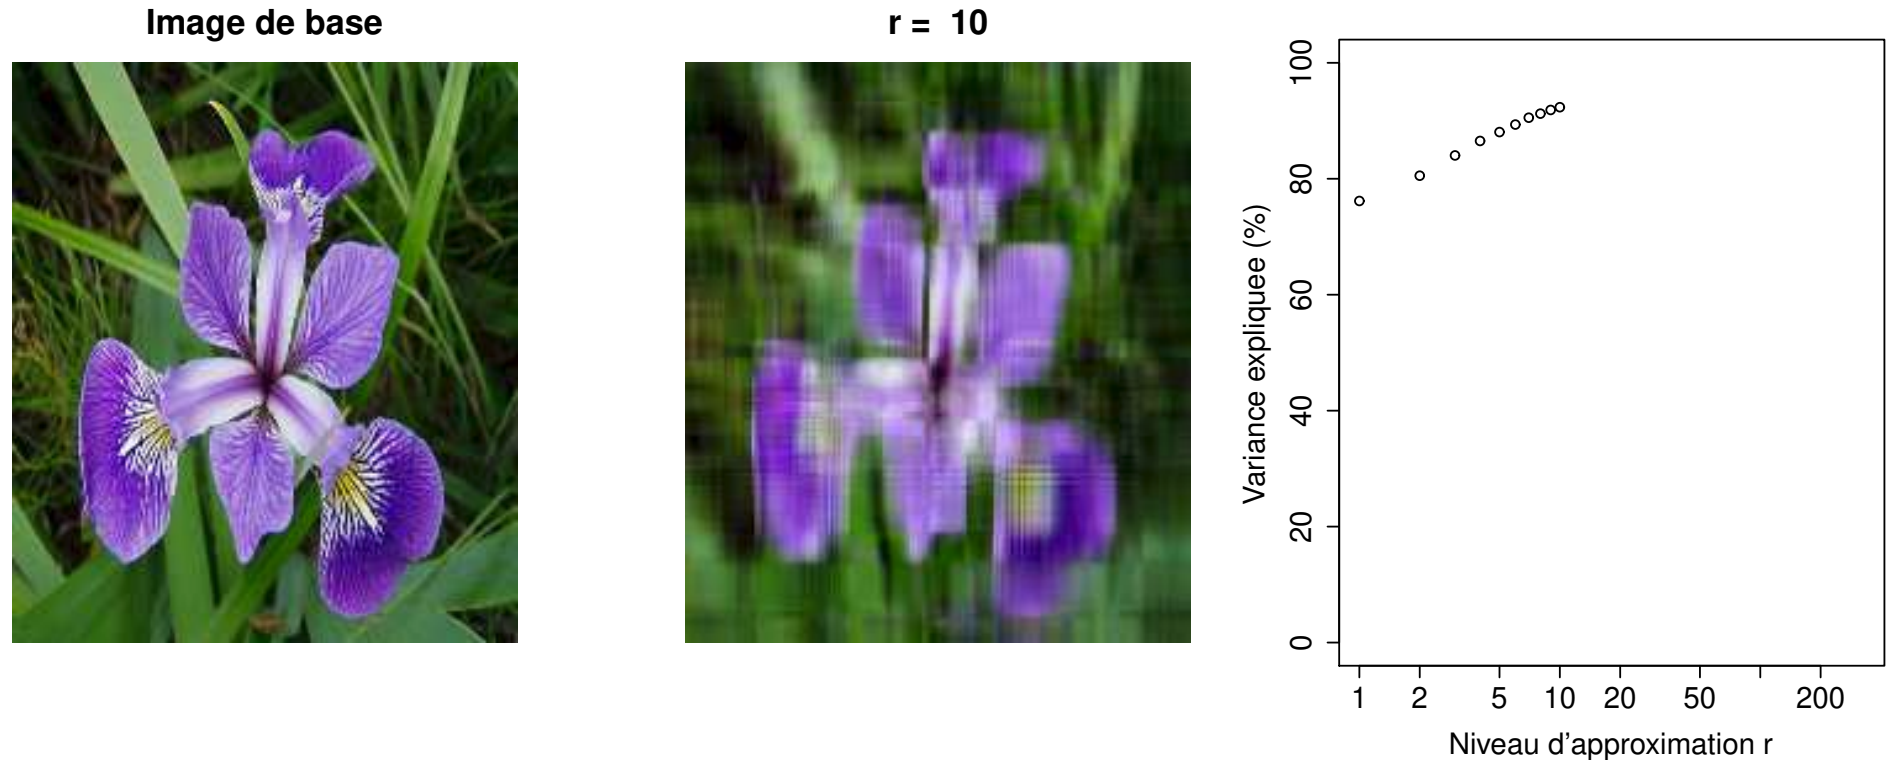 Image de base
r = 10
100
80
60
40
20
0
Variance expliquee (%)
1 2 5 10 20 50 200
Niveau d'approximation r